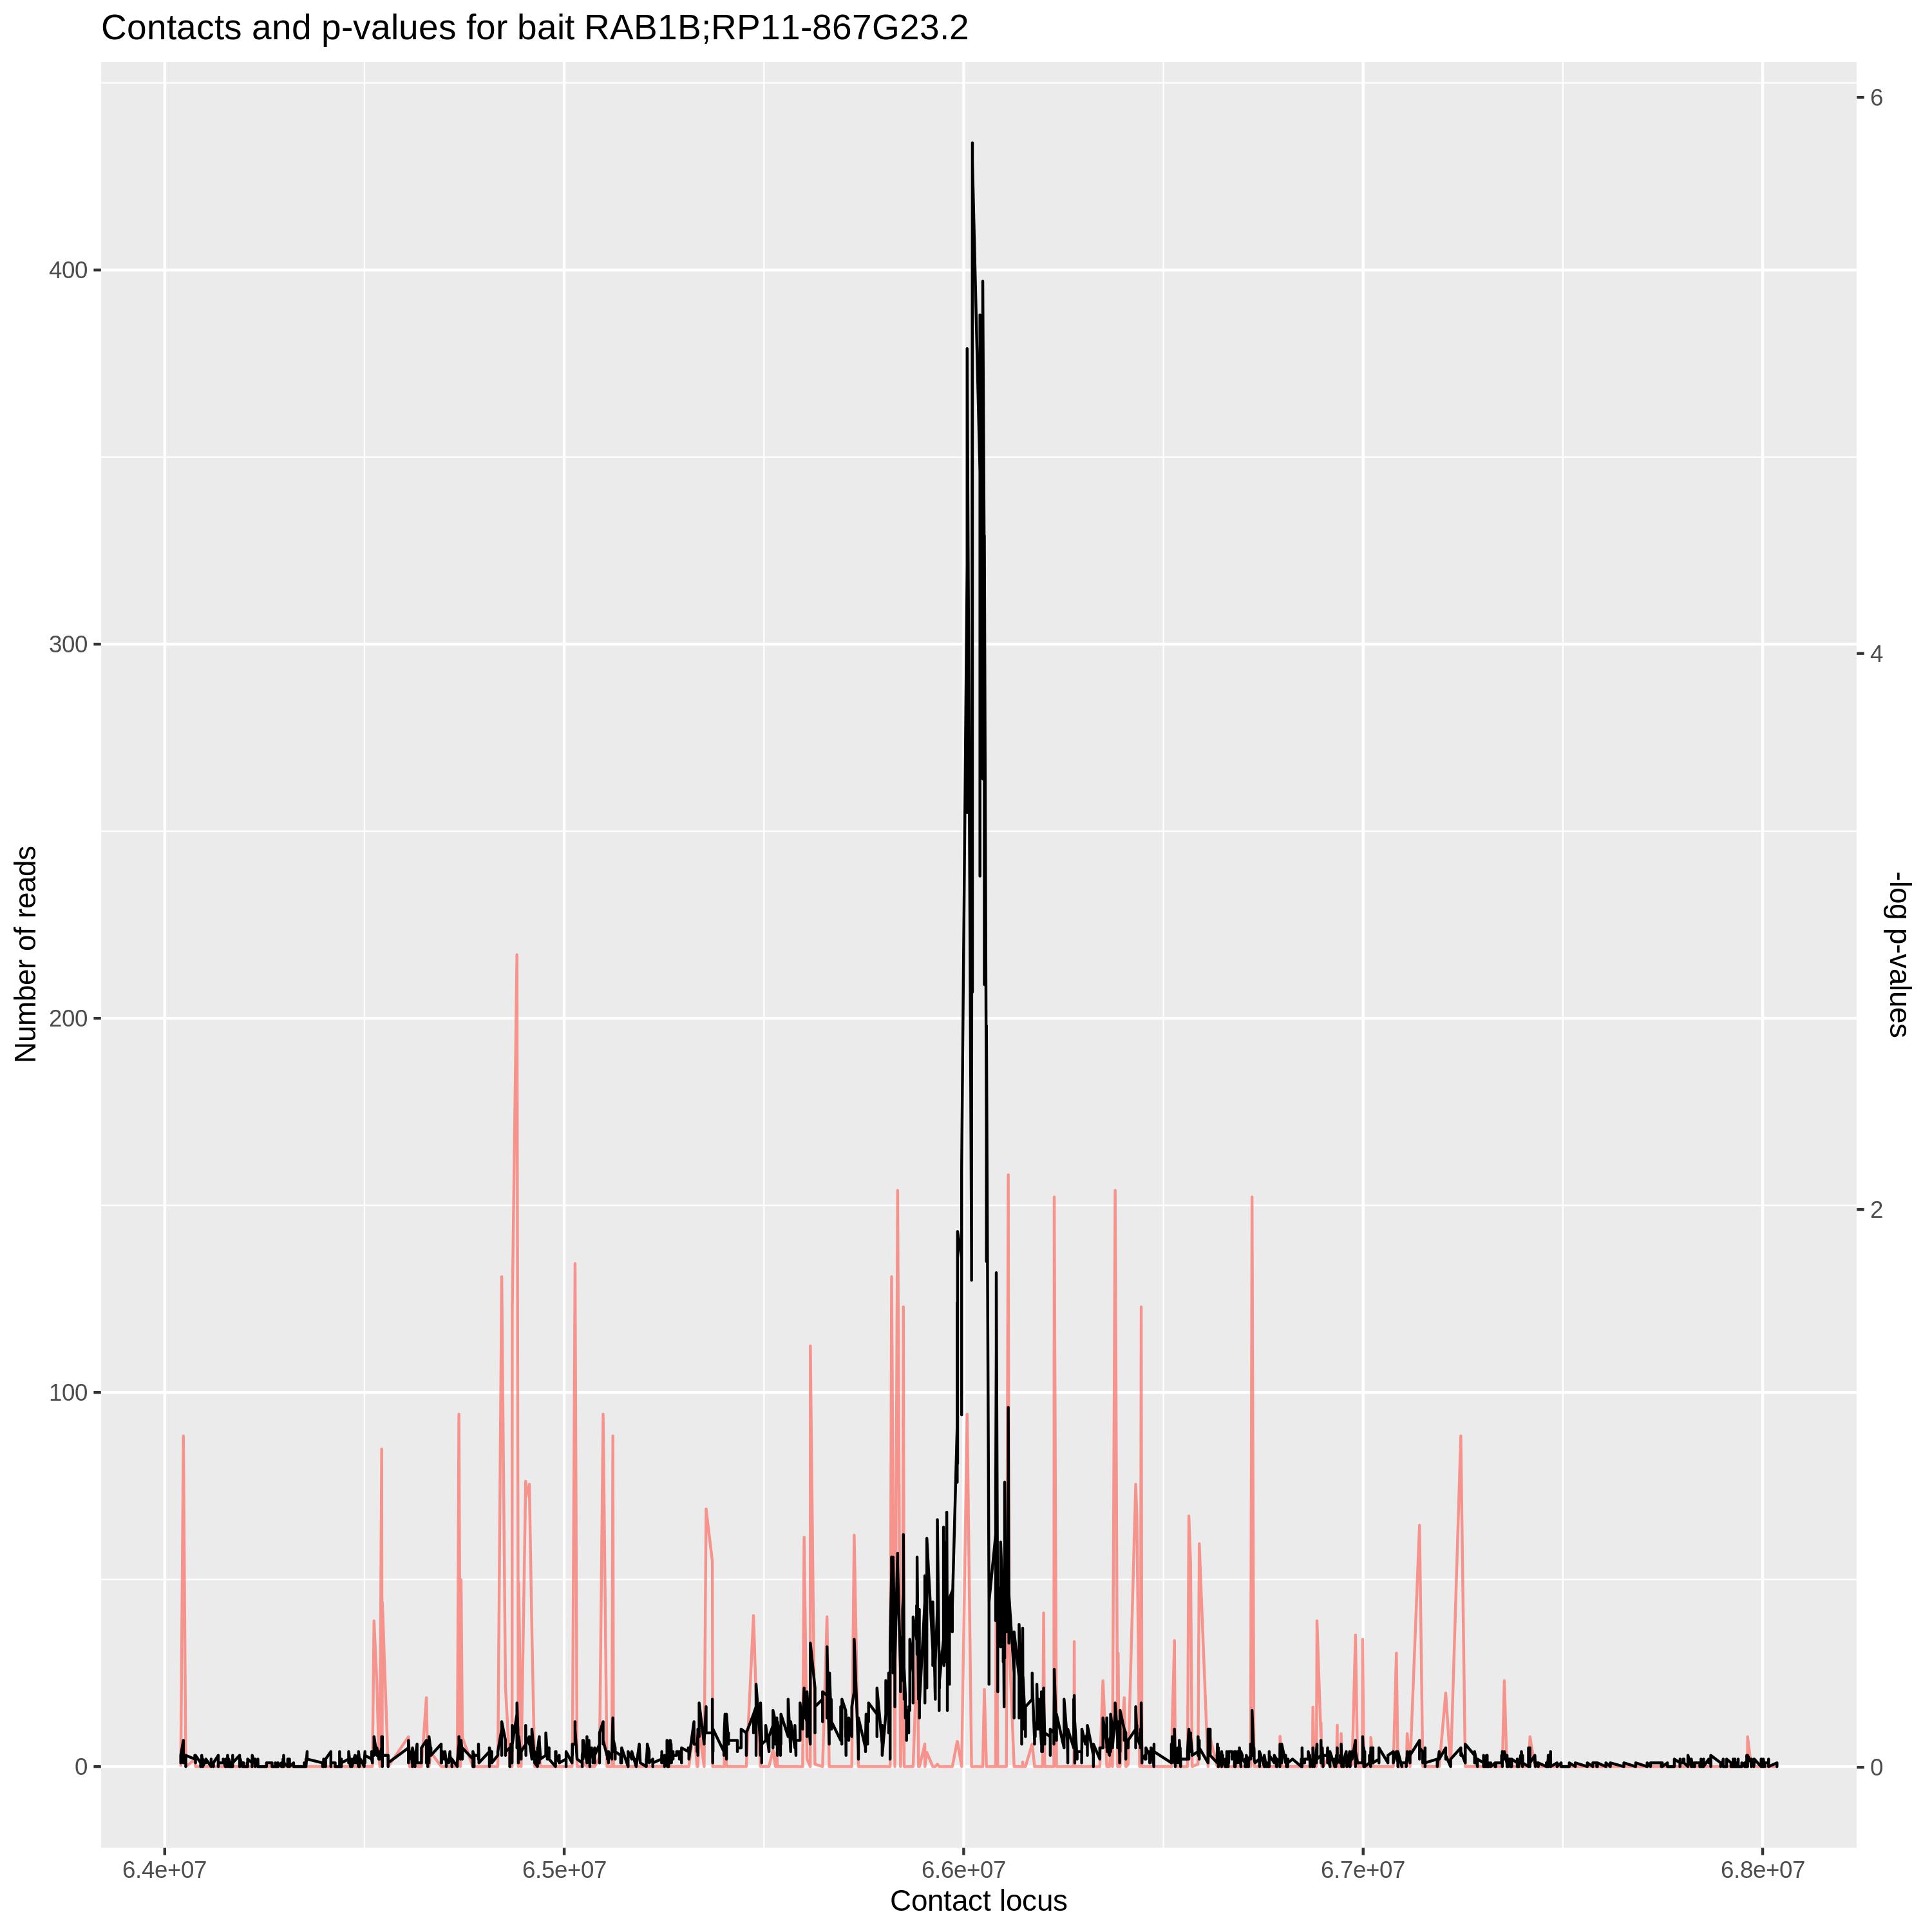 Contacts and p-values for bait RAB1B;RP11-867G23.2
6
400
300
4
Number of reads
-log p-values
200
2
100
0
0
6.4e+07 6.5e+07 6.6e+07 6.7e+07 6.8e+07
Contact locus